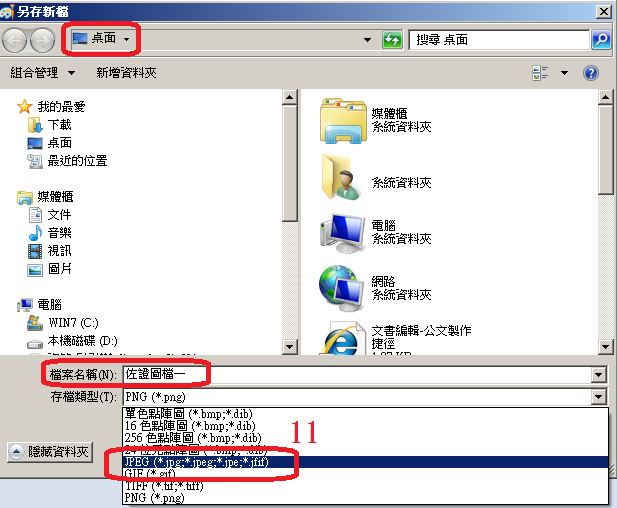 另存新檔
桌面
搜尋 桌面
組合管理
新增資料夾
我的最愛
下載
桌面
最近的位置
媒體櫃
文件
音樂
視訊
圖片
電腦
WIN7 (C:)
本機磁碟 (D:)
媒體櫃
系統資料夾
系統資料夾
電腦
系統資料夾
網路
系統資料夾
文書編輯-公文製作
捷徑
檔案名稱(N):
佐證圖檔一
存檔類型(T):
PNG (*.png)
單色點陣圖 (*.bmp;*.dib)
16 色點陣圖 (*.bmp;*.dib)
256 色點陣圖 (*.bmp;*.dib)
24 位元點陣圖 (*.bmp;*.dib)
JPEG (*.jpg;*.jpeg;*.jpe;*.jfif)
GIF (*.gif)
TIFF (*.tif;*.tiff)
PNG (*.png)
11
隱藏資料夾